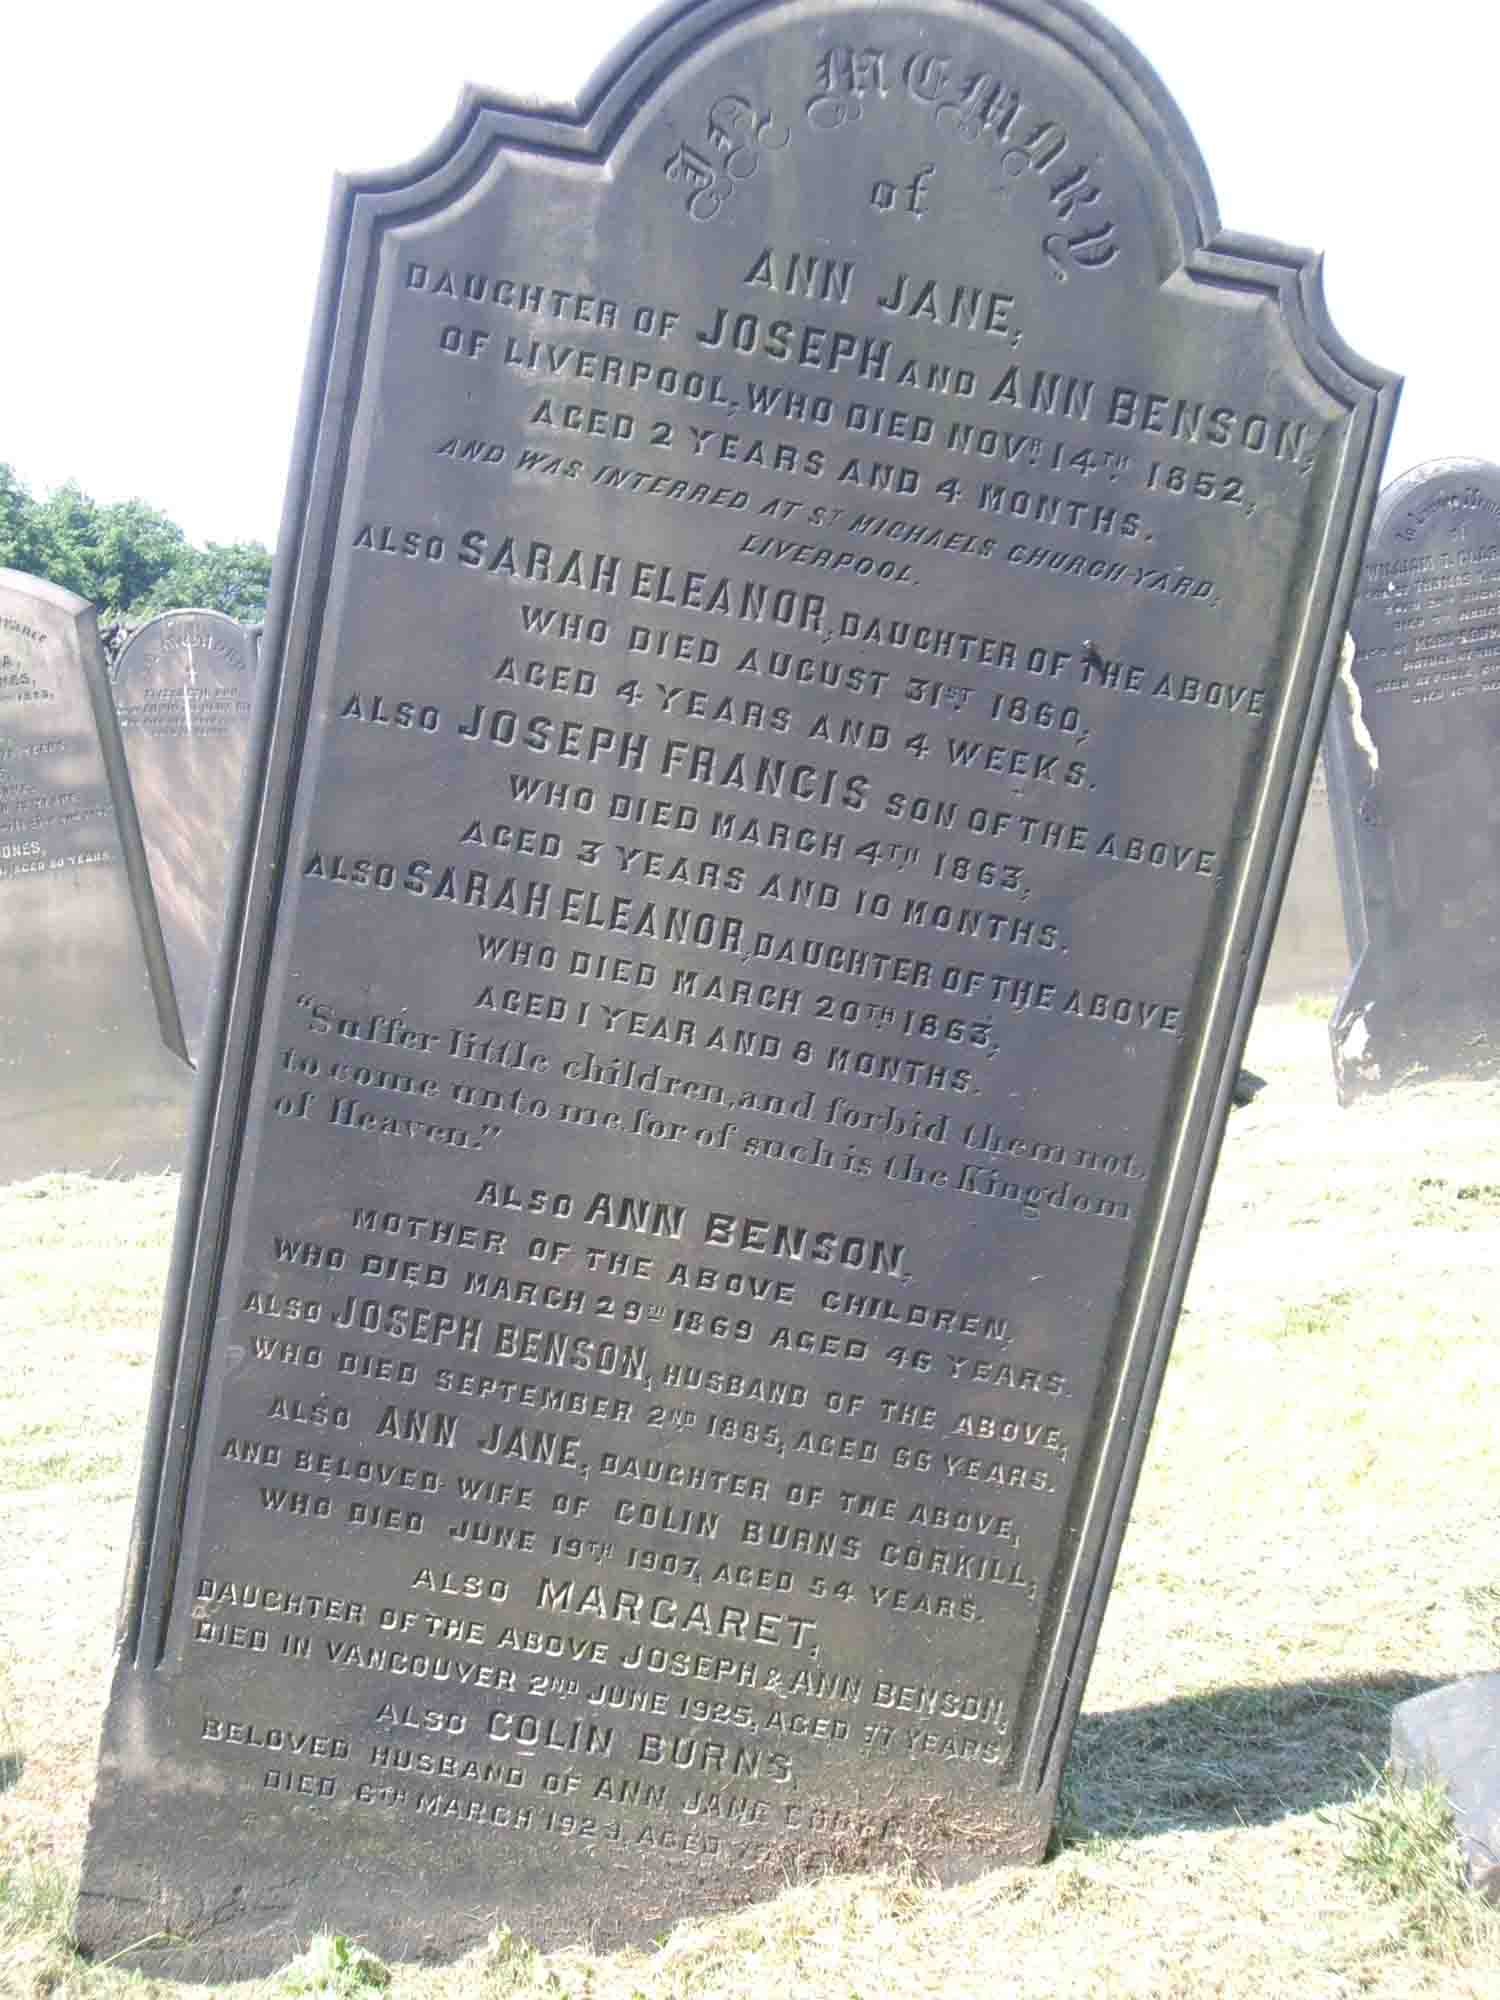 In Memory
of
ANN JANE,
DAUGHTER OF JOSEPH AND ANN BENSON,
OF LIVERPOOL, WHO DIED NOVR. 14TH. 1852,
AGED 2 YEARS AND 4 MONTHS.
AND WAS INTERRED AT ST MICHAELS CHURCH-YARD,
LIVERPOOL.
ALSO SARAH ELEANOR, DAUGHTER OF THE ABOVE
WHO DIED AUGUST 31ST. 1860,
AGED 4 YEARS AND 4 WEEKS.
ALSO JOSEPH FRANCIS SON OF THE ABOVE,
WHO DIED MARCH 4TH. 1863,
AGED 3 YEARS AND 10 MONTHS.
ALSO SARAH ELEANOR, DAUGHTER OF THE ABOVE,
WHO DIED MARCH 20TH. 1863,
AGED 1 YEAR AND 8 MONTHS.
"Suffer little children, and forbid them not,
to come unto me, for of such is the Kingdom
of Heaven."
ALSO ANN BENSON,
MOTHER OF THE ABOVE CHILDREN,
WHO DIED MARCH 29TH 1869 AGED 46 YEARS.
ALSO JOSEPH BENSON, HUSBAND OF THE ABOVE,
WHO DIED SEPTEMBER 2ND 1885, AGED 66 YEARS.
ALSO ANN JANE, DAUGHTER OF THE ABOVE,
AND BELOVED WIFE OF COLIN BURNS CORKILL,
WHO DIED JUNE 19TH. 1907, AGED 54 YEARS.
ALSO MARGARET,
DAUGHTER OF THE ABOVE JOSEPH & ANN BENSON,
DIED IN VANCOUVER 2ND JUNE 1925, AGED 77 YEARS.
ALSO COLIN BURNS,
BELOVED HUSBAND OF ANN JANE
DIED 6TH MARCH AGED